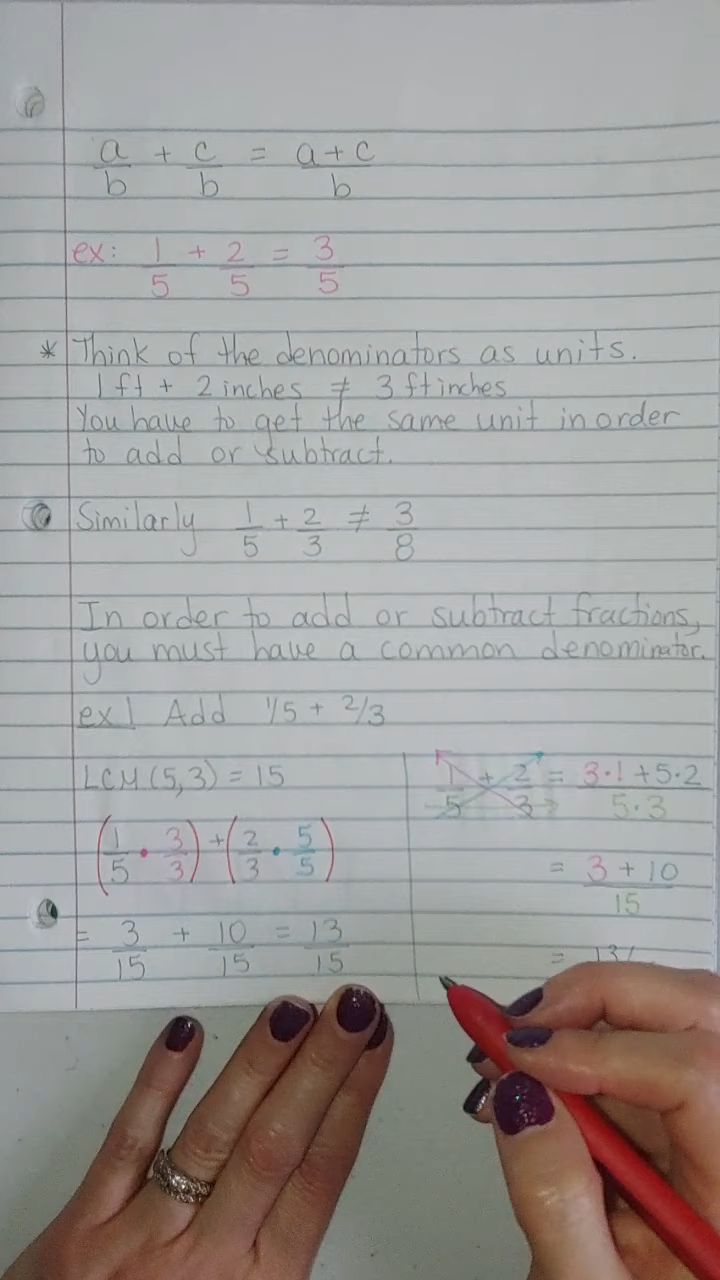 a/b + c/b = a+c/b
ex: 1/5 + 2/5 = 3/5
* Think of the denominators as units.
1 ft + 2 inches ≠ 3 ft inches
You have to get the same unit in order
to add or subtract.
Similarly 1/5 + 2/3 ≠ 3/8
In order to add or subtract fractions,
you must have a common denominator.
ex1 Add 1/5 + 2/3
LCM(5,3) = 15
(1/5 • 3/3) + (2/3 • 5/5)
= 3/15 + 10/15 = 13/15
1/5 + 2/3 = 3•1+5•2/5•3
= 3+10/15
= 13/